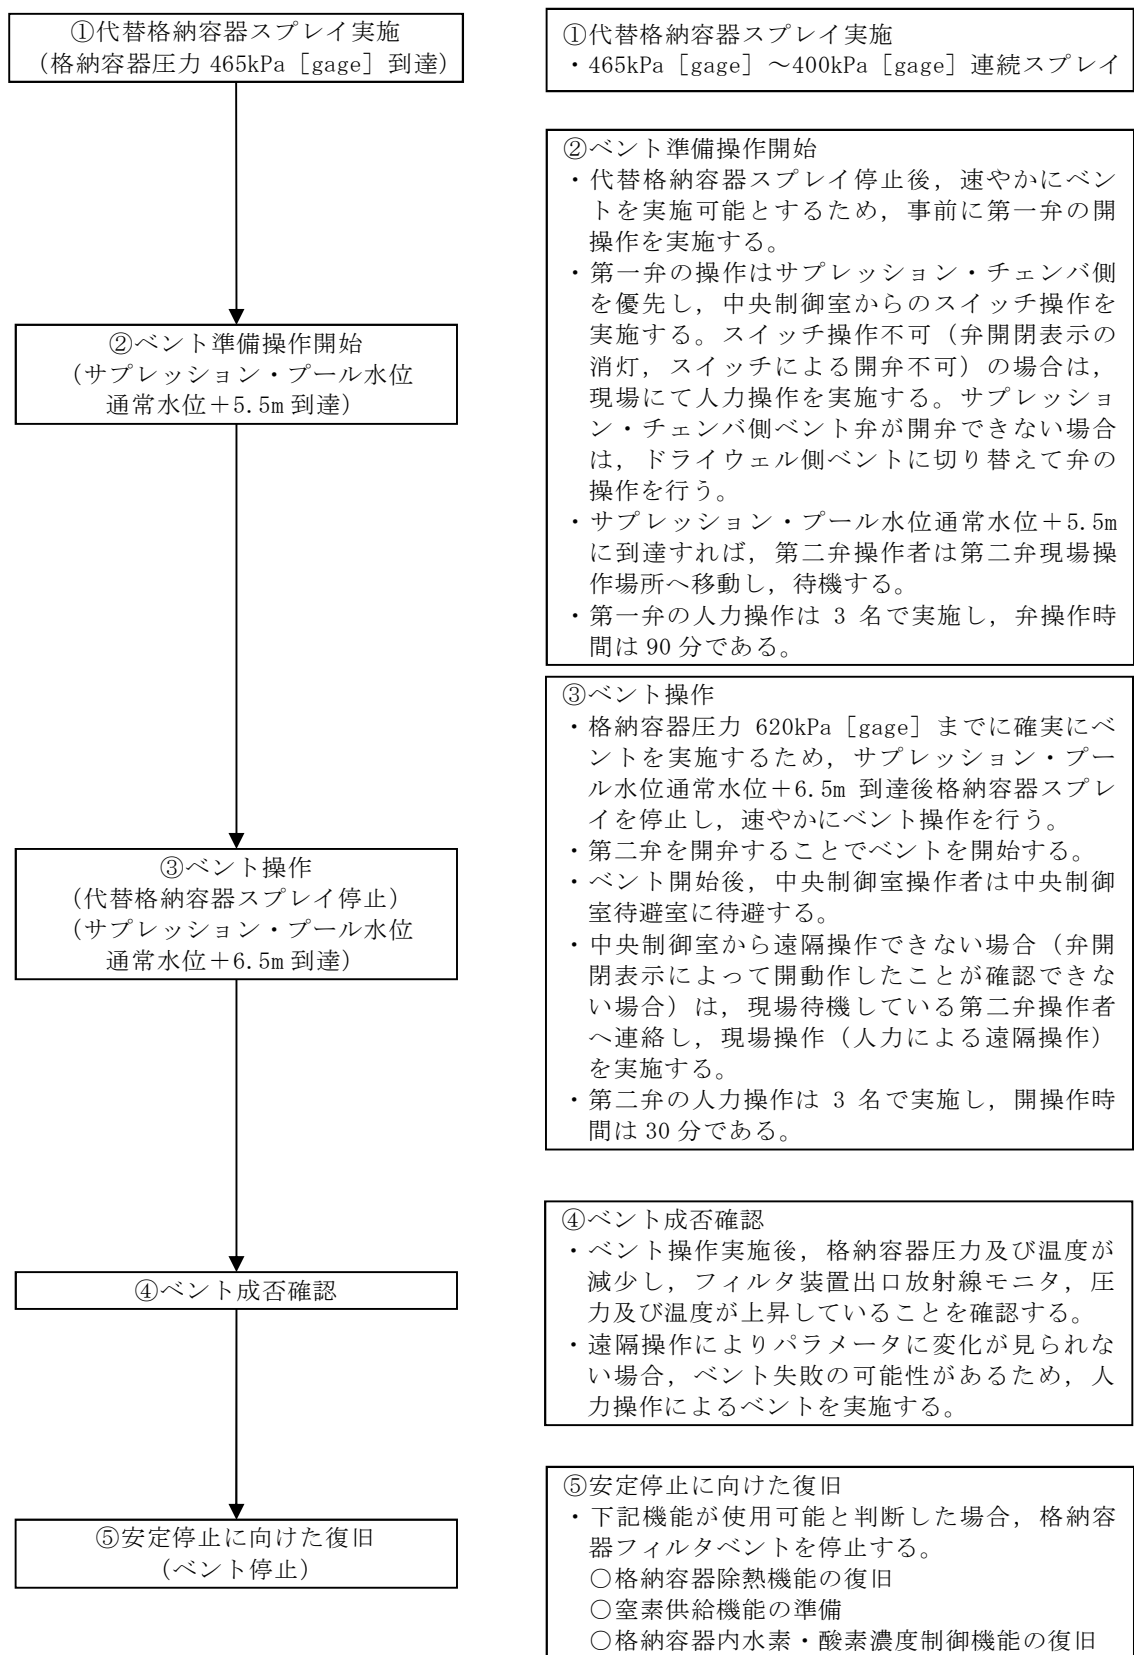 ①代替格納容器スプレイ実施
(格納容器圧力 465kPa [gage] 到達)
①代替格納容器スプレイ実施
・465kPa [gage] ～400kPa [gage] 連続スプレイ
②ベント準備操作開始
(サプレッション・プール水位
通常水位+5.5m 到達)
②ベント準備操作開始
・代替格納容器スプレイ停止後，速やかにベン
トを実施可能とするため，事前に第一弁の開
操作を実施する。
・第一弁の操作はサプレッション・チェンバ側
を優先し，中央制御室からのスイッチ操作を
実施する。スイッチ操作不可（弁開閉表示の
消灯，スイッチによる開弁不可）の場合は，
現場にて人力操作を実施する。サプレッショ
ン・チェンバ側ベント弁が開弁できない場合
は，ドライウェル側ベントに切り替えて弁の
操作を行う。
・サプレッション・プール水位通常水位＋5.5m
に到達すれば，第二弁操作者は第二弁現場操
作場所へ移動し，待機する。
・第一弁の人力操作は 3 名で実施し，弁操作時
間は 90 分である。
③ベント操作
(代替格納容器スプレイ停止)
(サプレッション・プール水位
通常水位+6.5m 到達)
③ベント操作
・格納容器圧力 620kPa [gage] までに確実にベ
ントを実施するため，サプレッション・プー
ル水位通常水位＋6.5m 到達後格納容器スプレ
イを停止し，速やかにベント操作を行う。
・第二弁を開弁することでベントを開始する。
・ベント開始後，中央制御室操作者は中央制御
室待避室に待避する。
・中央制御室から遠隔操作できない場合（弁開
閉表示によって開動作したことが確認できな
い場合）は，現場待機している第二弁操作者
へ連絡し，現場操作（人力による遠隔操作）
を実施する。
・第二弁の人力操作は 3 名で実施し，開操作時
間は 30 分である。
④ベント成否確認
④ベント成否確認
・ベント操作実施後，格納容器圧力及び温度が
減少し，フィルタ装置出口放射線モニタ，圧
力及び温度が上昇していることを確認する。
・遠隔操作によりパラメータに変化が見られな
い場合，ベント失敗の可能性があるため，人
力操作によるベントを実施する。
⑤安定停止に向けた復旧
(ベント停止)
⑤安定停止に向けた復旧
・下記機能が使用可能と判断した場合，格納容
器フィルタベントを停止する。
○格納容器除熱機能の復旧
○窒素供給機能の準備
○格納容器内水素・酸素濃度制御機能の復旧